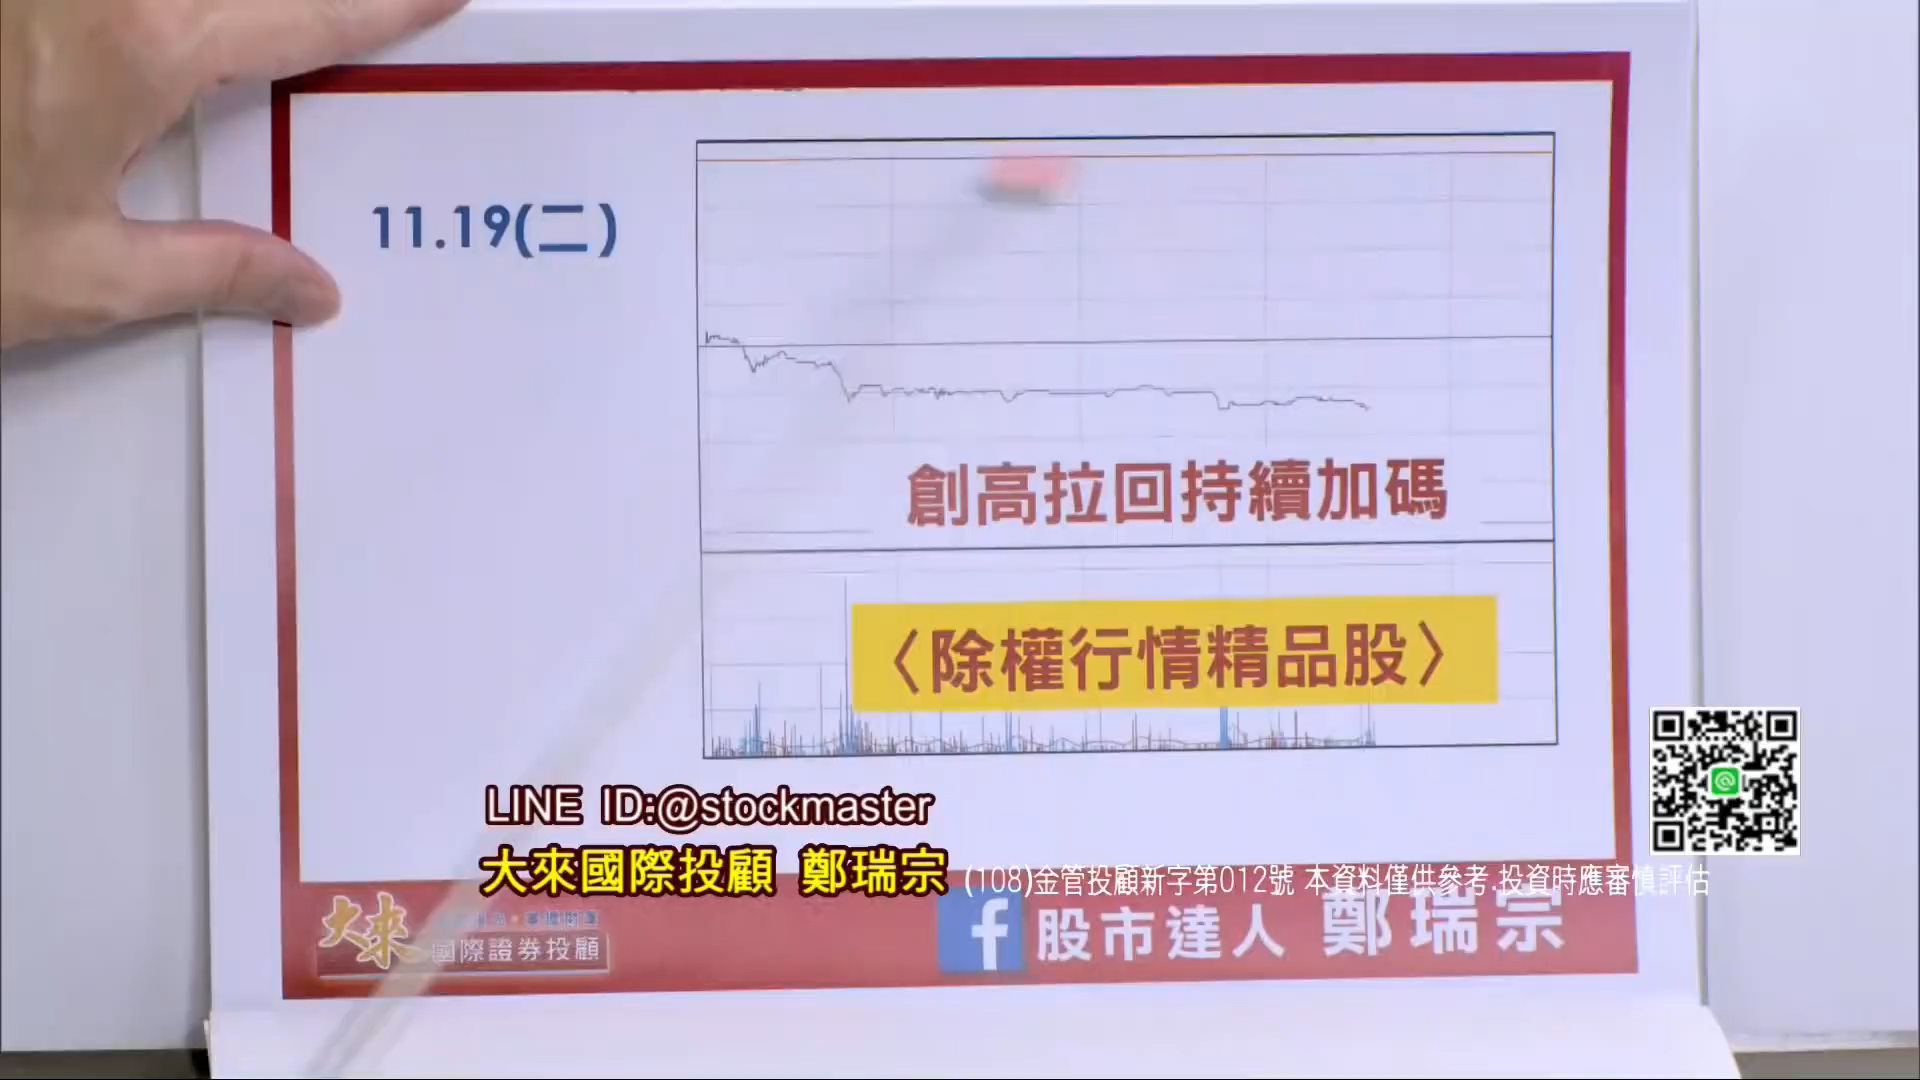 11.19(二)
創高拉回持續加碼
〈除權行情精品股〉
LINE ID:@stockmaster
大來國際投顧 鄭瑞宗
(108)金管投顧新字第012號 本資料僅供參考.投資時應審慎評估
大來
國際證券投顧
f 股市達人 鄭瑞宗